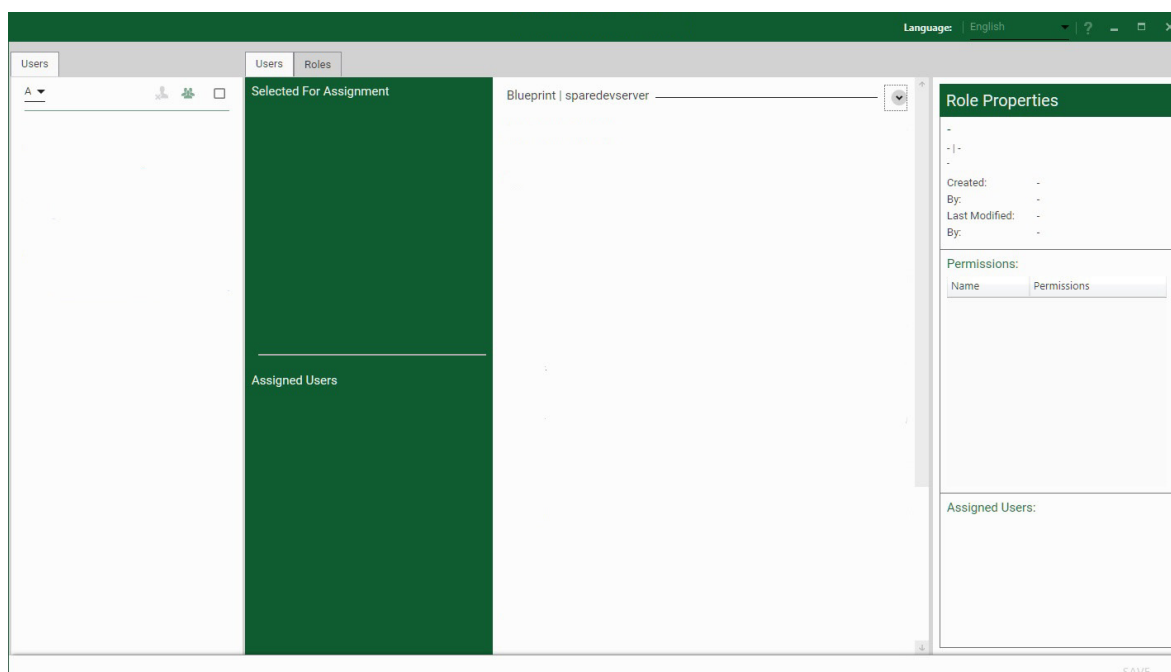 Language: English ?
Users
Users Roles
A
Selected For Assignment
Blueprint | sparedevserver
Role Properties
-
- | -
-
Created: -
By: -
Last Modified: -
By: -
Permissions:
Name Permissions
Assigned Users
Assigned Users:
SAVE